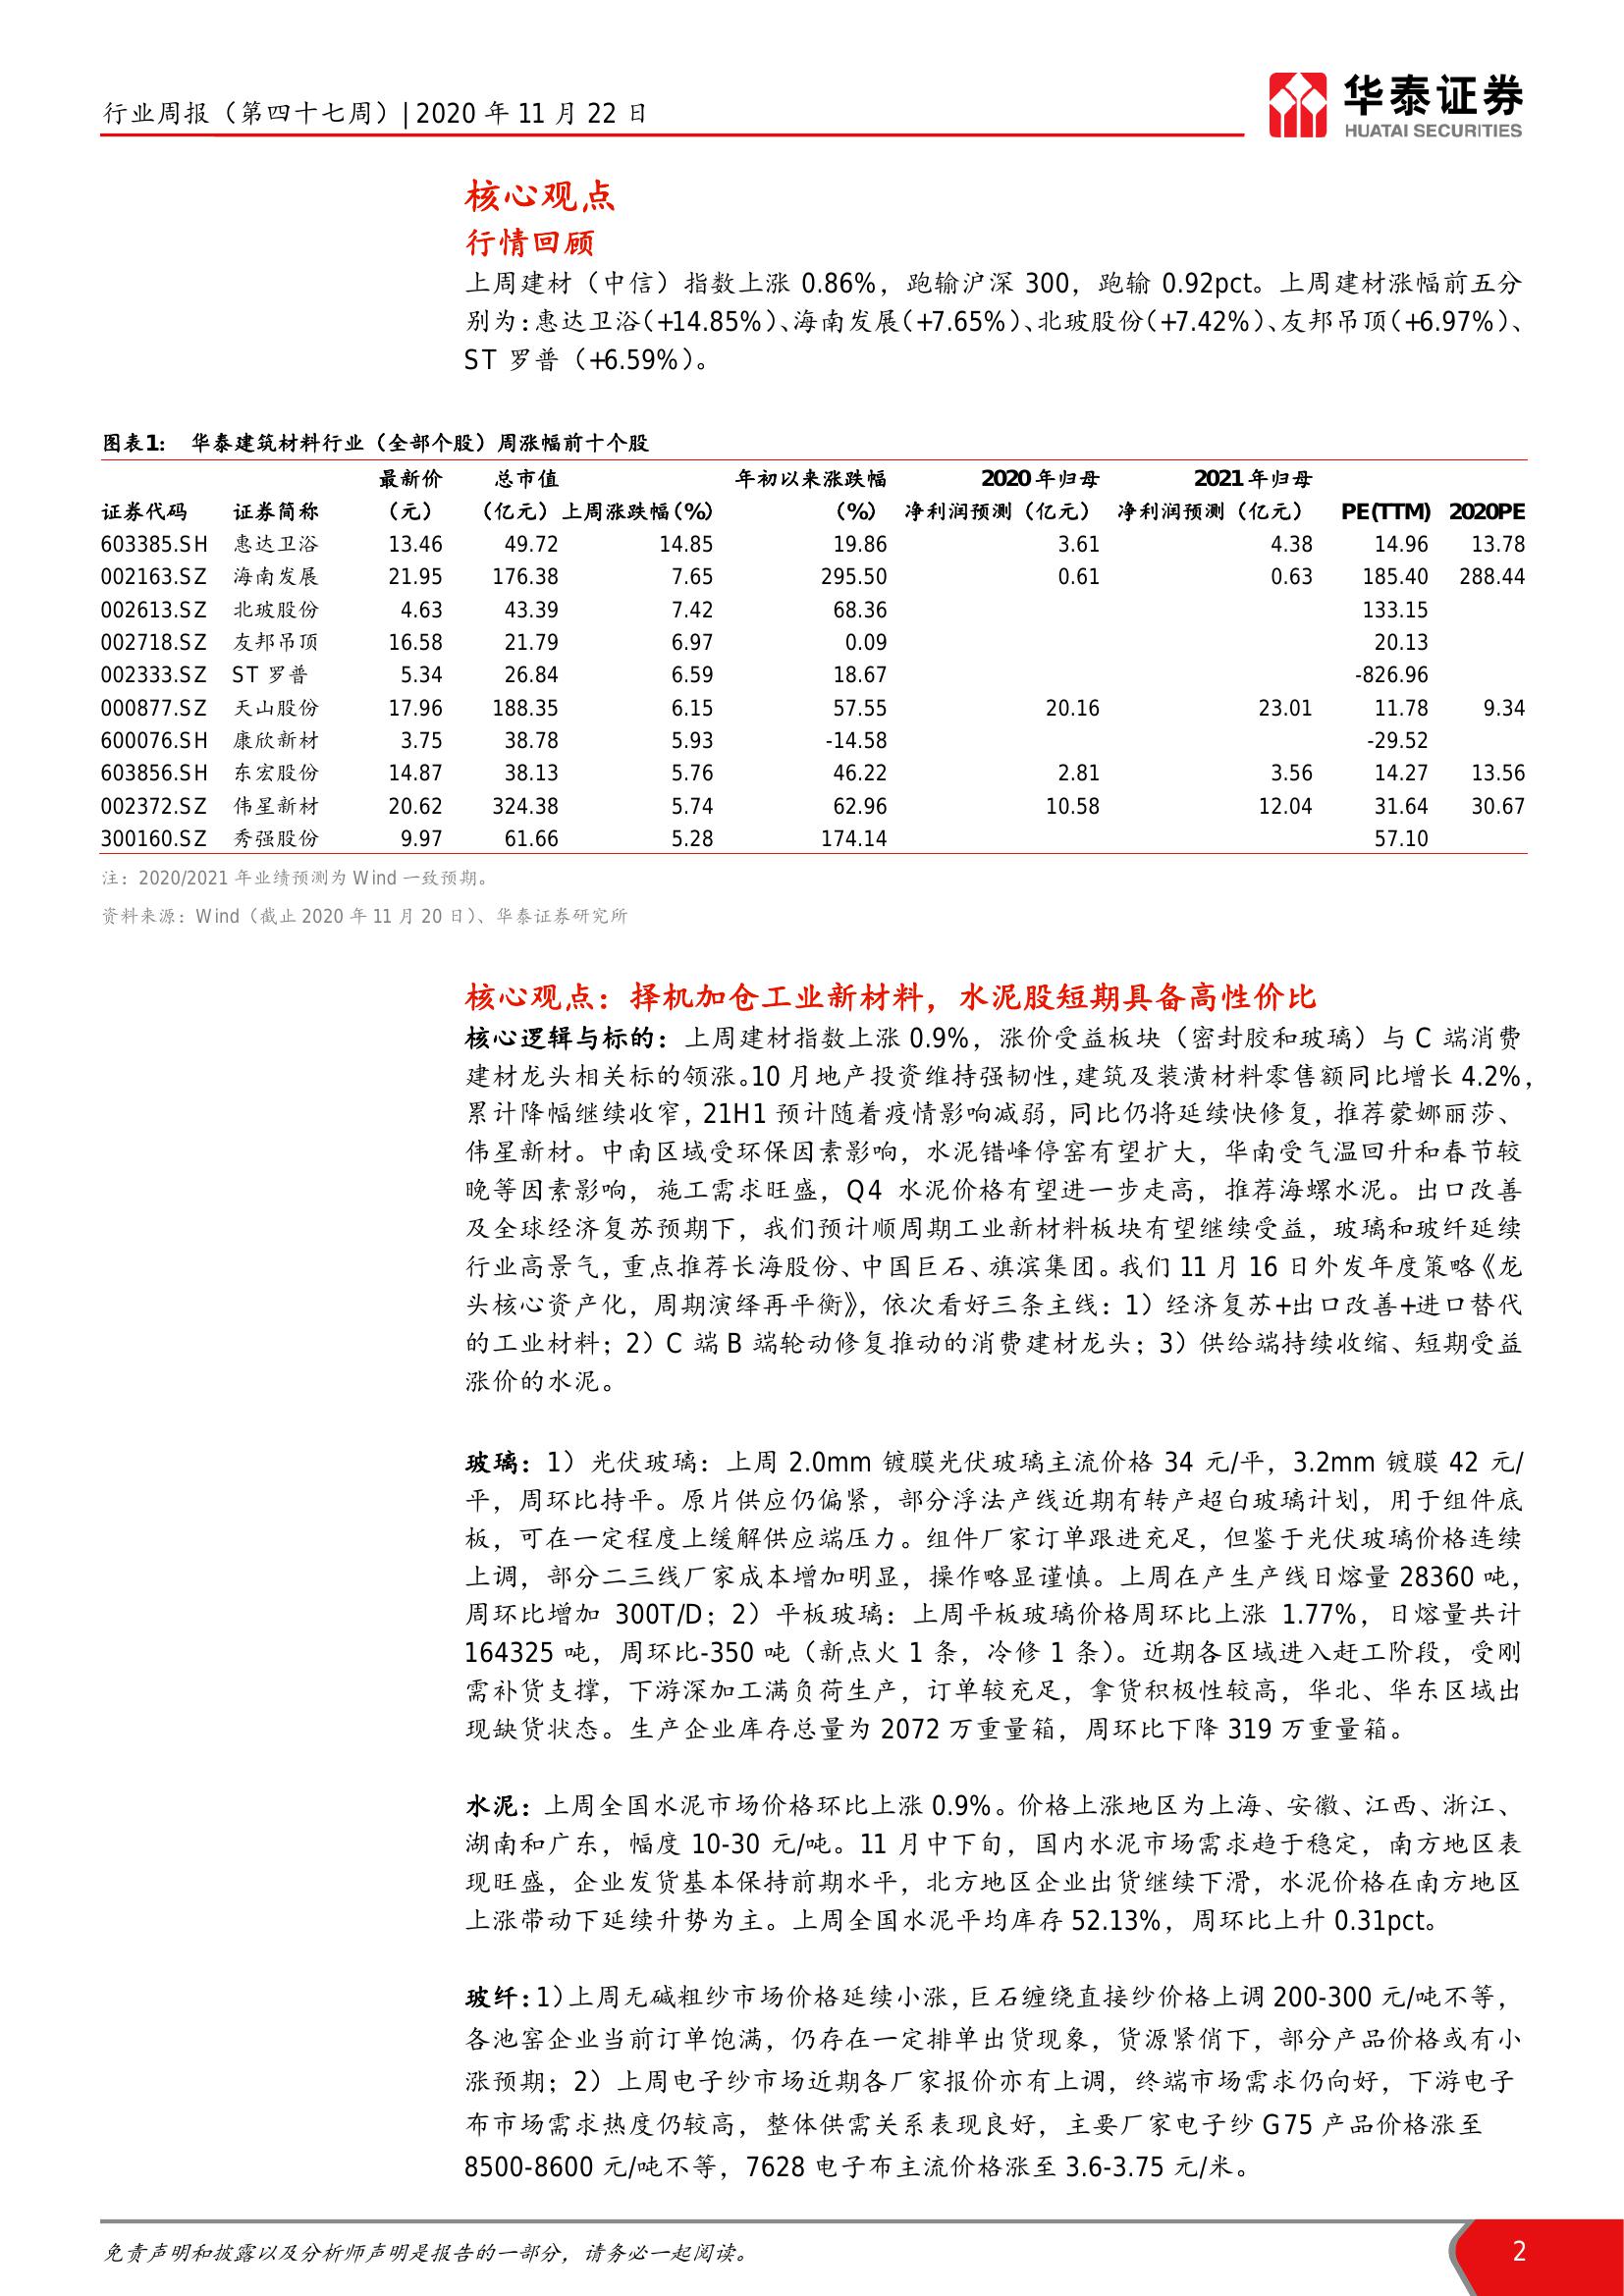 行业周报（第四十七周）| 2020 年 11 月 22 日
华泰证券
HUATAI SECURITIES
核心观点
行情回顾
上周建材（中信）指数上涨 0.86%，跑输沪深 300，跑输 0.92pct。上周建材涨幅前五分
别为：惠达卫浴（+14.85%）、海南发展（+7.65%）、北玻股份（+7.42%）、友邦吊顶（+6.97%）、
ST 罗普（+6.59%）。
图表1： 华泰建筑材料行业（全部个股）周涨幅前十个股
最新价 总市值 年初以来涨跌幅 2020 年归母 2021 年归母
证券代码 证券简称 （元） （亿元） 上周涨跌幅(%) (%) 净利润预测（亿元） 净利润预测（亿元） PE(TTM) 2020PE
603385.SH 惠达卫浴 13.46 49.72 14.85 19.86 3.61 4.38 14.96 13.78
002163.SZ 海南发展 21.95 176.38 7.65 295.50 0.61 0.63 185.40 288.44
002613.SZ 北玻股份 4.63 43.39 7.42 68.36 133.15
002718.SZ 友邦吊顶 16.58 21.79 6.97 0.09 20.13
002333.SZ ST 罗普 5.34 26.84 6.59 18.67 -826.96
000877.SZ 天山股份 17.96 188.35 6.15 57.55 20.16 23.01 11.78 9.34
600076.SH 康欣新材 3.75 38.78 5.93 -14.58 -29.52
603856.SH 东宏股份 14.87 38.13 5.76 46.22 2.81 3.56 14.27 13.56
002372.SZ 伟星新材 20.62 324.38 5.74 62.96 10.58 12.04 31.64 30.67
300160.SZ 秀强股份 9.97 61.66 5.28 174.14 57.10
注：2020/2021 年业绩预测为 Wind 一致预期。
资料来源：Wind（截止 2020 年 11 月 20 日）、华泰证券研究所
核心观点：择机加仓工业新材料，水泥股短期具备高性价比
核心逻辑与标的：上周建材指数上涨 0.9%，涨价受益板块（密封胶和玻璃）与 C 端消费
建材龙头相关标的领涨。10 月地产投资维持强韧性，建筑及装潢材料零售额同比增长 4.2%，
累计降幅继续收窄，21H1 预计随着疫情影响减弱，同比仍将延续快修复，推荐蒙娜丽莎、
伟星新材。中南区域受环保因素影响，水泥错峰停窑有望扩大，华南受气温回升和春节较
晚等因素影响，施工需求旺盛，Q4 水泥价格有望进一步走高，推荐海螺水泥。出口改善
及全球经济复苏预期下，我们预计顺周期工业新材料板块有望继续受益，玻璃和玻纤延续
行业高景气，重点推荐长海股份、中国巨石、旗滨集团。我们 11 月 16 日外发年度策略《龙
头核心资产化，周期演绎再平衡》，依次看好三条主线：1）经济复苏+出口改善+进口替代
的工业材料；2）C 端 B 端轮动修复推动的消费建材龙头；3）供给端持续收缩、短期受益
涨价的水泥。
玻璃：1）光伏玻璃：上周 2.0mm 镀膜光伏玻璃主流价格 34 元/平，3.2mm 镀膜 42 元/
平，周环比持平。原片供应仍偏紧，部分浮法产线近期有转产超白玻璃计划，用于组件底
板，可在一定程度上缓解供应端压力。组件厂家订单跟进充足，但鉴于光伏玻璃价格连续
上调，部分二三线厂家成本增加明显，操作略显谨慎。上周在产生产线日熔量 28360 吨，
周环比增加 300T/D；2）平板玻璃：上周平板玻璃价格周环比上涨 1.77%，日熔量共计
164325 吨，周环比-350 吨（新点火 1 条，冷修 1 条）。近期各区域进入赶工阶段，受刚
需补货支撑，下游深加工满负荷生产，订单较充足，拿货积极性较高，华北、华东区域出
现缺货状态。生产企业库存总量为 2072 万重量箱，周环比下降 319 万重量箱。
水泥：上周全国水泥市场价格环比上涨 0.9%。价格上涨地区为上海、安徽、江西、浙江、
湖南和广东，幅度 10-30 元/吨。11 月中下旬，国内水泥市场需求趋于稳定，南方地区表
现旺盛，企业发货基本保持前期水平，北方地区企业出货继续下滑，水泥价格在南方地区
上涨带动下延续升势为主。上周全国水泥平均库存 52.13%，周环比上升 0.31pct。
玻纤：1）上周无碱粗纱市场价格延续小涨，巨石缠绕直接纱价格上调 200-300 元/吨不等，
各池窑企业当前订单饱满，仍存在一定排单出货现象，货源紧俏下，部分产品价格或有小
涨预期；2）上周电子纱市场近期各厂家报价亦有上调，终端市场需求仍向好，下游电子
布市场需求热度仍较高，整体供需关系表现良好，主要厂家电子纱 G75 产品价格涨至
8500-8600 元/吨不等，7628 电子布主流价格涨至 3.6-3.75 元/米。
免责声明和披露以及分析师声明是报告的一部分，请务必一起阅读。
2